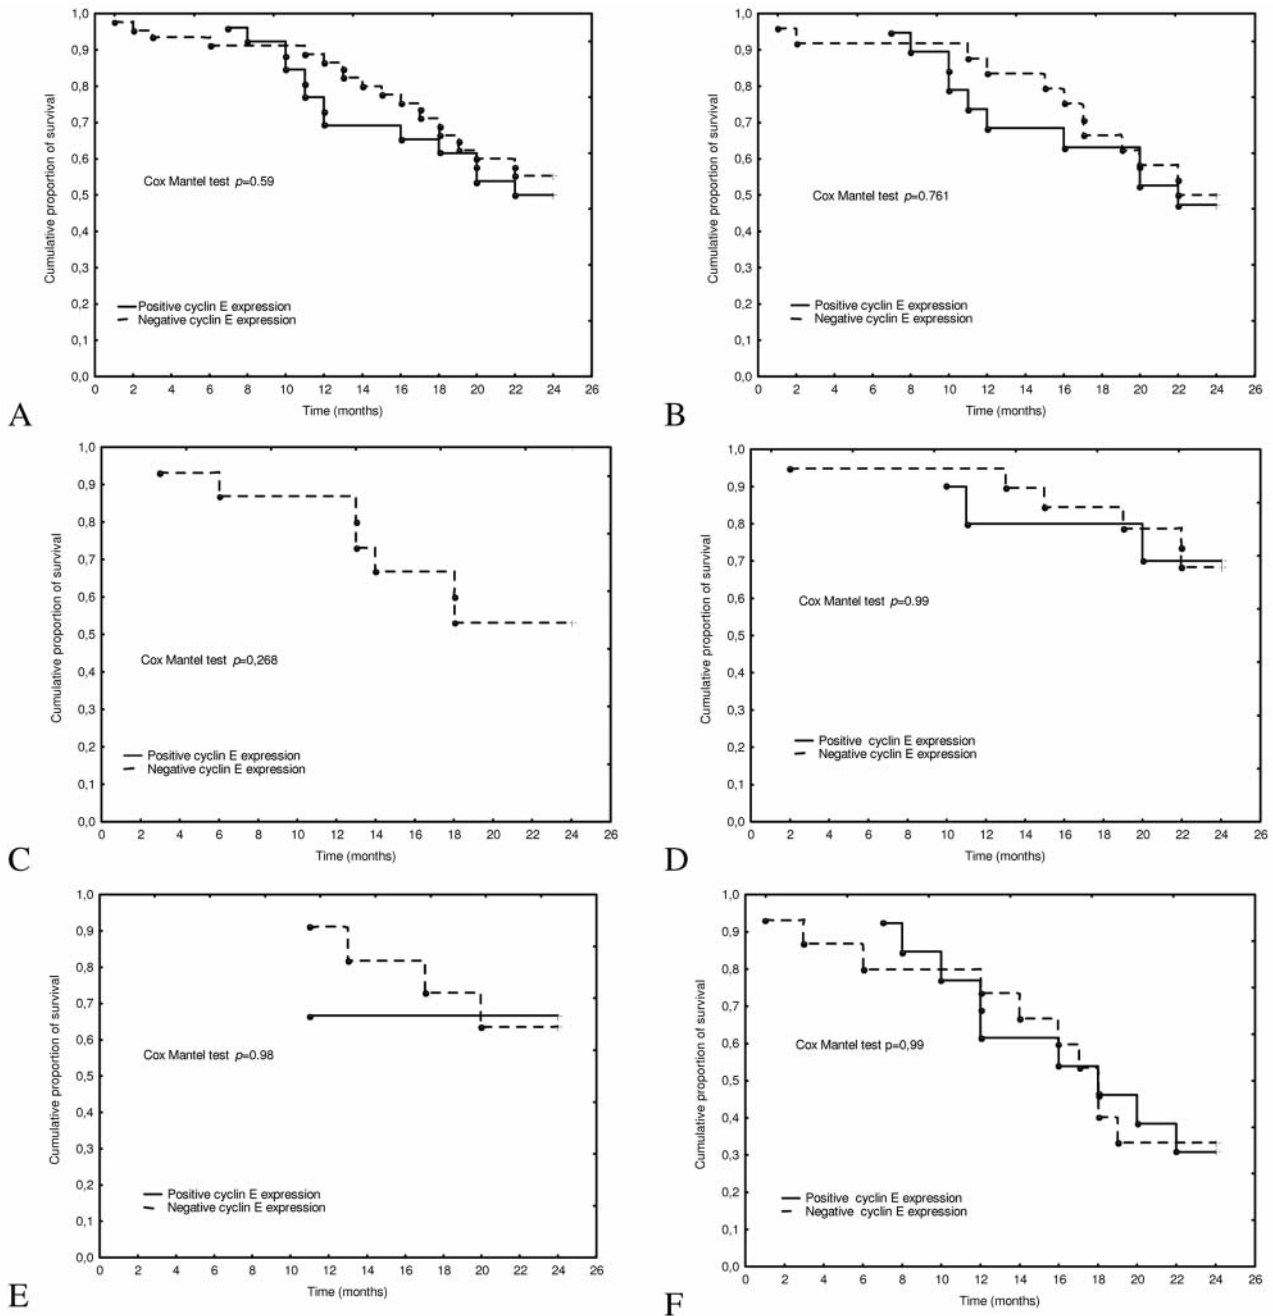 1,0
0,9
0,8
0,7
0,6
0,5
0,4
0,3
0,2
0,1
0,0
Cumulative proportion of survival
Cox Mantel test p=0.59
Positive cyclin E expression
Negative cyclin E expression
0 2 4 6 8 10 12 14 16 18 20 22 24 26
Time (months)
A
1,0
0,9
0,8
0,7
0,6
0,5
0,4
0,3
0,2
0,1
0,0
Cumulative proportion of survival
Cox Mantel test p=0.761
Positive cyclin E expression
Negative cyclin E expression
0 2 4 6 8 10 12 14 16 18 20 22 24 26
Time (months)
B
1,0
0,9
0,8
0,7
0,6
0,5
0,4
0,3
0,2
0,1
0,0
Cumulative proportion of survival
Cox Mantel test p=0,268
Positive cyclin E expression
Negative cyclin E expression
0 2 4 6 8 10 12 14 16 18 20 22 24 26
Time (months)
C
1,0
0,9
0,8
0,7
0,6
0,5
0,4
0,3
0,2
0,1
0,0
Cumulative proportion of survival
Cox Mantel test p=0.99
Positive cyclin E expression
Negative cyclin E expression
0 2 4 6 8 10 12 14 16 18 20 22 24 26
Time (months)
D
1,0
0,9
0,8
0,7
0,6
0,5
0,4
0,3
0,2
0,1
0,0
Cumulative proportion of survival
Cox Mantel test p=0.98
Positive cyclin E expression
Negative cyclin E expression
0 2 4 6 8 10 12 14 16 18 20 22 24 26
Time (months)
E
1,0
0,9
0,8
0,7
0,6
0,5
0,4
0,3
0,2
0,1
0,0
Cumulative proportion of survival
Cox Mantel test p=0,99
Positive cyclin E expression
Negative cyclin E expression
0 2 4 6 8 10 12 14 16 18 20 22 24 26
Time (months)
F